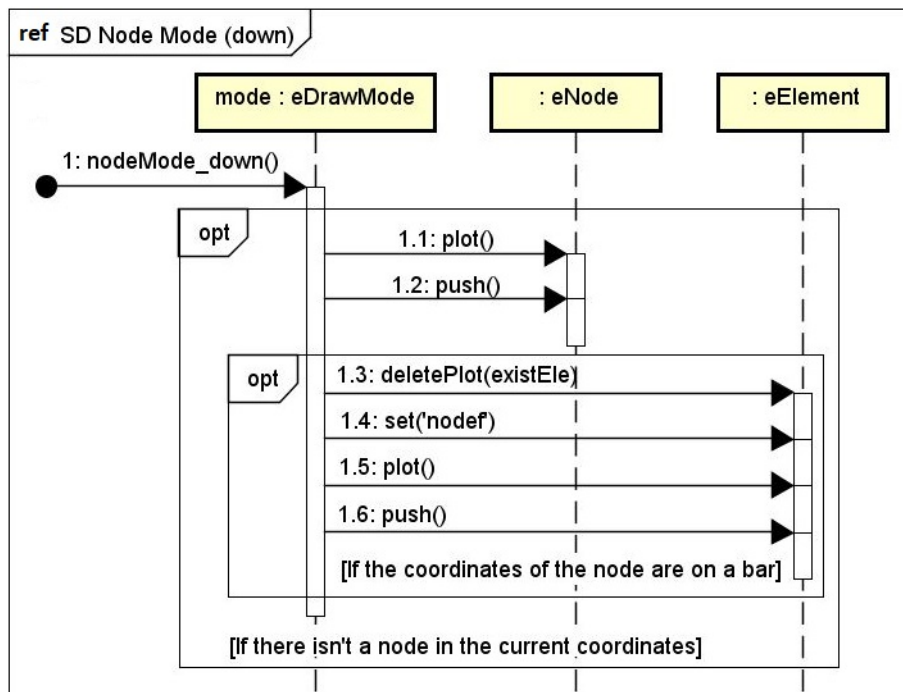 ref SD Node Mode (down)
mode : eDrawMode
: eNode
: eElement
1: nodeMode_down()
opt
1.1: plot()
1.2: push()
opt
1.3: deletePlot(existEle)
1.4: set('nodef')
1.5: plot()
1.6: push()
[If the coordinates of the node are on a bar]
[If there isn't a node in the current coordinates]